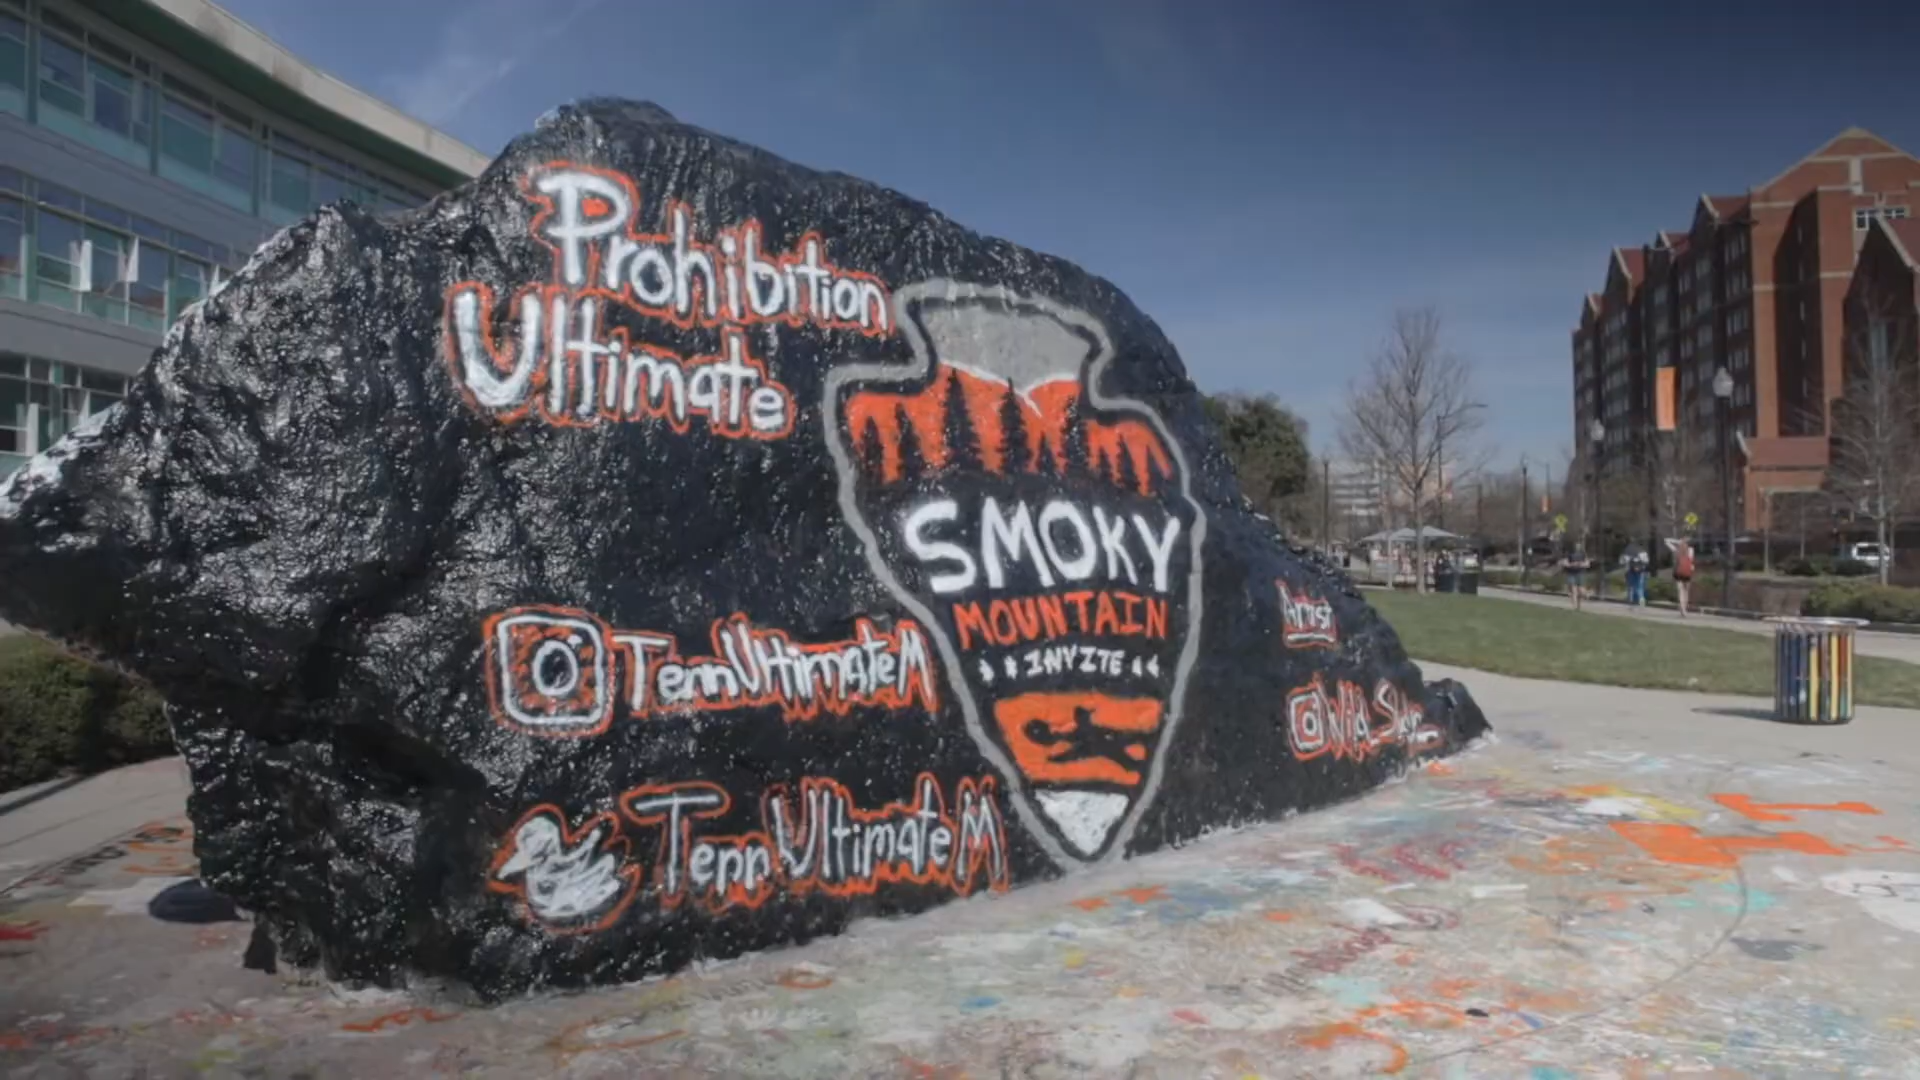 Prohibition
Ultimate
SMOKY
MOUNTAIN
INVITE
TennUltimateM
TennUltimateM
Artist